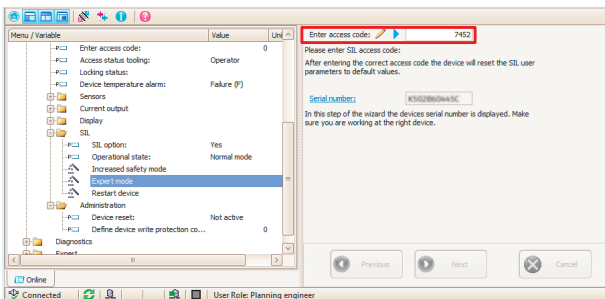 Menu / Variable Value Uni
Enter access code: 0
Access status tooling: Operator
Locking status:
Device temperature alarm: Failure (F)
Sensors
Current output
Display
SIL
SIL option: Yes
Operational state: Normal mode
Increased safety mode
Expert mode
Restart device
Administration
Device reset: Not active
Define device write protection co... 0
Diagnostics
Expert
Online
Enter access code: 7452
Please enter SIL access code:
After entering the correct access code the device will reset the SIL user
parameters to default values.
Serial number:
In this step of the wizard the devices serial number is displayed. Make
sure you are working at the right device.
Previous Next Cancel
Connected User Role: Planning engineer